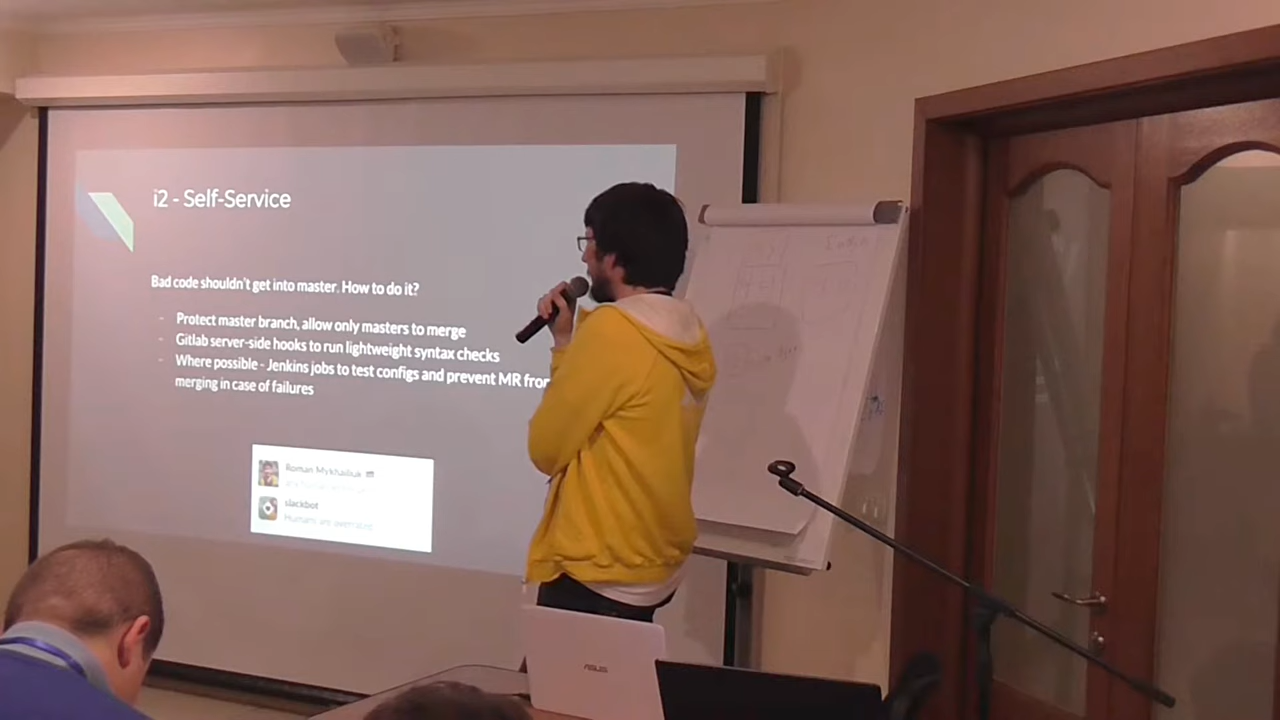 i2 - Self-Service
Bad code shouldn't get into master. How to do it?
- Protect master branch, allow only masters to merge
- Gitlab server-side hooks to run lightweight syntax checks
- Where possible - Jenkins jobs to test configs and prevent MR from
merging in case of failures
Roman Mykhailiuk
slackbot
Humans are overrated
ASUS